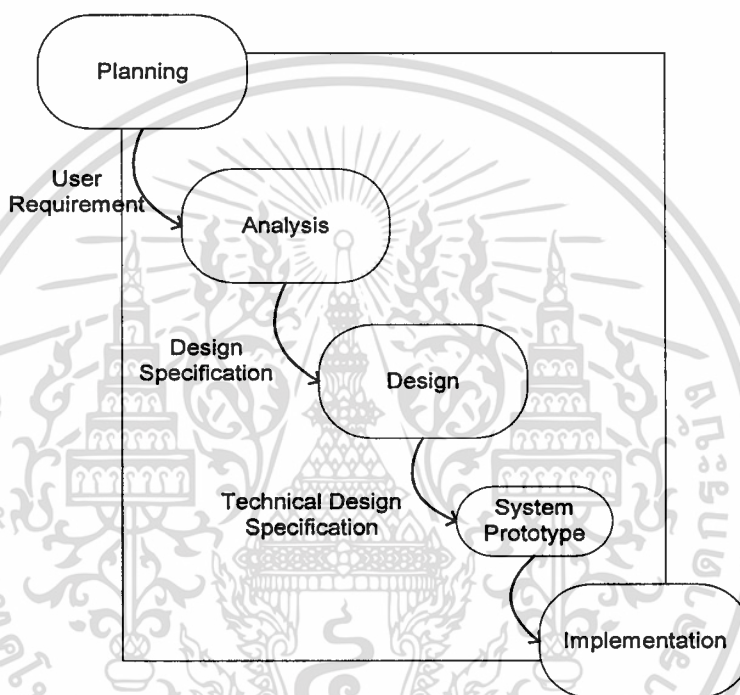 Planning
User
Requirement
Analysis
Design
Specification
Design
Technical Design
Specification
System
Prototype
Implementation